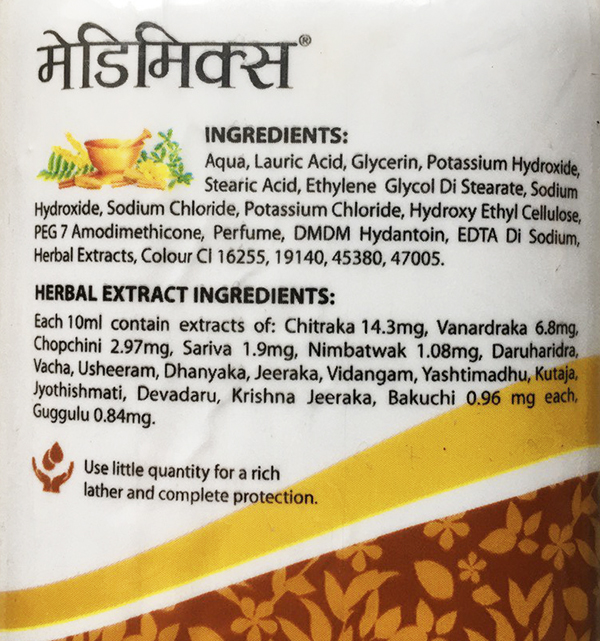 मेडिमिक्स®
INGREDIENTS:
Aqua, Lauric Acid, Glycerin, Potassium Hydroxide,
Stearic Acid, Ethylene Glycol Di Stearate, Sodium
Hydroxide, Sodium Chloride, Potassium Chloride, Hydroxy Ethyl Cellulose,
PEG 7 Amodimethicone, Perfume, DMDM Hydantoin, EDTA Di Sodium,
Herbal Extracts, Colour CI 16255, 19140, 45380, 47005.
HERBAL EXTRACT INGREDIENTS:
Each 10ml contain extracts of: Chitraka 14.3mg, Vanardraka 6.8mg,
Chopchini 2.97mg, Sariva 1.9mg, Nimbatwak 1.08mg, Daruharidra,
Vacha, Usheeram, Dhanyaka, Jeeraka, Vidangam, Yashtimadhu, Kutaja,
Jyothishmati, Devadaru, Krishna Jeeraka, Bakuchi 0.96 mg each,
Guggulu 0.84mg.
Use little quantity for a rich
lather and complete protection.